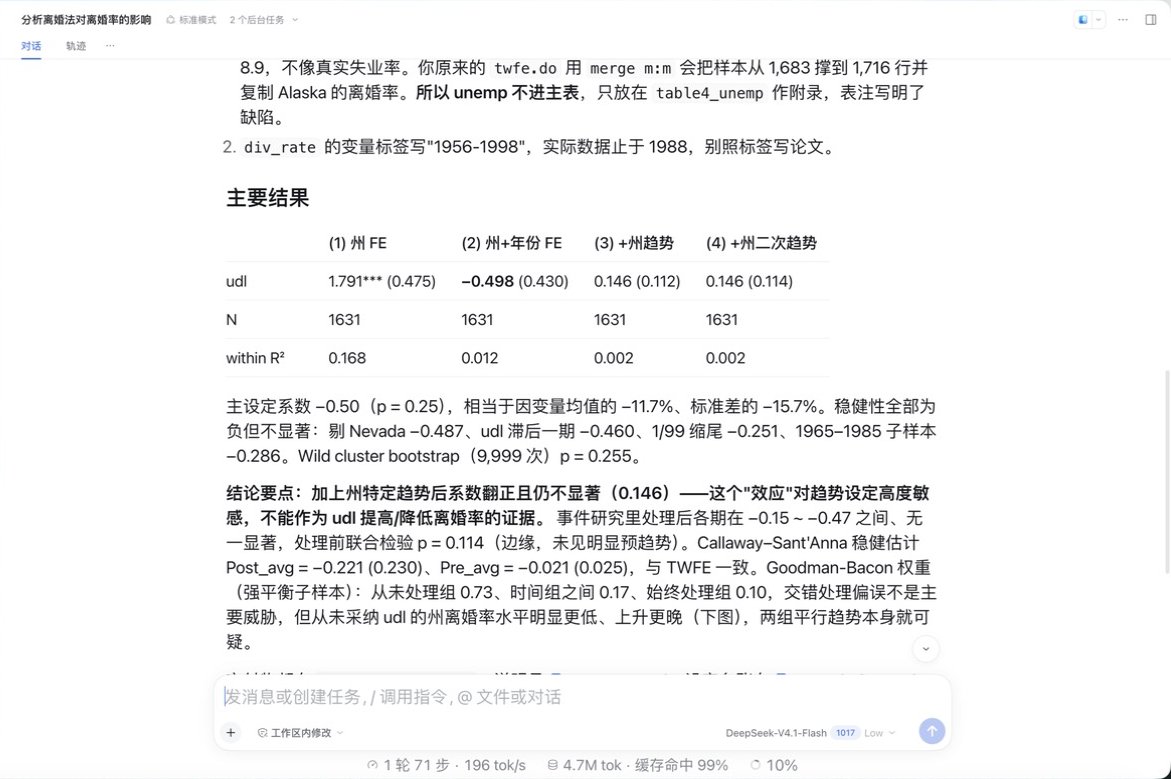 分析离婚法对离婚率的影响 标准模式 2 个后台任务
对话 轨迹 ···
8.9，不像真实失业率。你原来的 twfe.do 用 merge m:m 会把样本从 1,683 撑到 1,716 行并
复制 Alaska 的离婚率。所以 unemp 不进主表，只放在 table4_unemp 作附录，表注写明了
缺陷。
2. div_rate 的变量标签写"1956-1998"，实际数据止于 1988，别照标签写论文。
主要结果
(1) 州 FE (2) 州+年份 FE (3) +州趋势 (4) +州二次趋势
udl 1.791*** (0.475) −0.498 (0.430) 0.146 (0.112) 0.146 (0.114)
N 1631 1631 1631 1631
within R² 0.168 0.012 0.002 0.002
主设定系数 −0.50（p = 0.25），相当于因变量均值的 −11.7%、标准差的 −15.7%。稳健性全部为
负但不显著：剔 Nevada −0.487、udl 滞后一期 −0.460、1/99 缩尾 −0.251、1965–1985 子样本
−0.286。Wild cluster bootstrap（9,999 次）p = 0.255。
结论要点：加上州特定趋势后系数翻正且仍不显著（0.146）——这个"效应"对趋势设定高度敏
感，不能作为 udl 提高/降低离婚率的证据。 事件研究里处理后各期在 −0.15 ~ −0.47 之间、无
一显著，处理前联合检验 p = 0.114（边缘，未见明显预趋势）。Callaway–Sant'Anna 稳健估计
Post_avg = −0.221 (0.230)、Pre_avg = −0.021 (0.025)，与 TWFE 一致。Goodman-Bacon 权重
（强平衡子样本）：从未处理组 0.73、时间组之间 0.17、始终处理组 0.10，交错处理偏误不是主
要威胁，但从未采纳 udl 的州离婚率水平明显更低、上升更晚（下图），两组平行趋势本身就可
疑。
发消息或创建任务, / 调用指令, @ 文件或对话
+ 工作区内修改 DeepSeek-V4.1-Flash 1017 Low
1 轮 71 步 · 196 tok/s 4.7M tok · 缓存命中 99% 10%